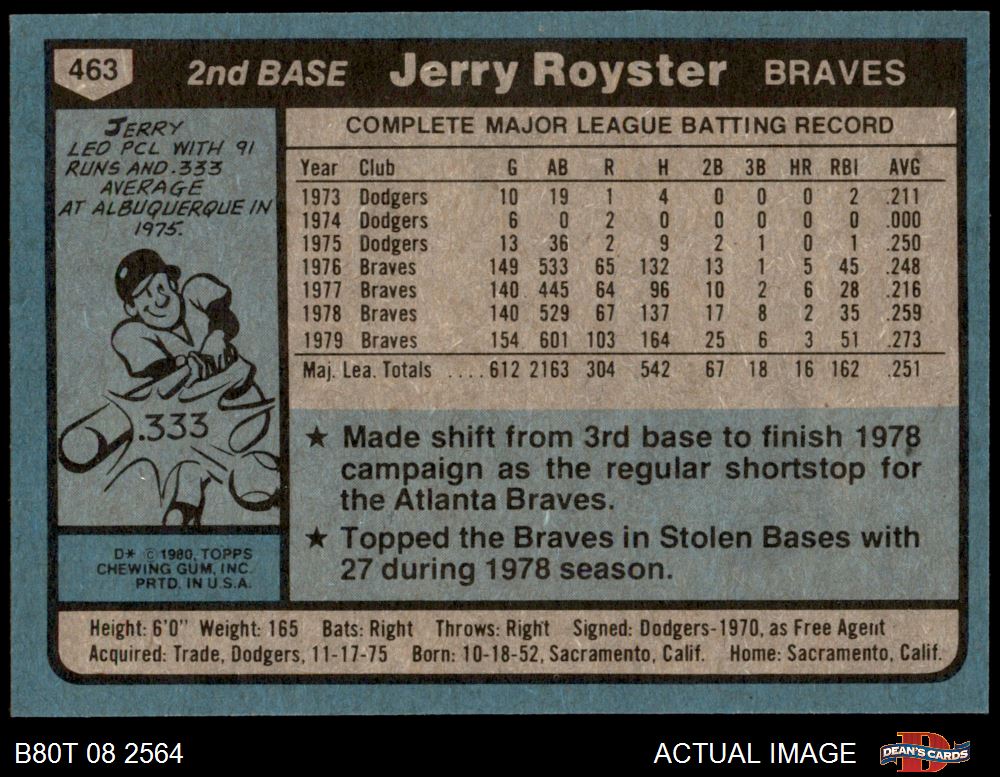 463 2nd BASE Jerry Royster BRAVES
JERRY
LED PCL WITH 91
RUNS AND .333
AVERAGE
AT ALBUQUERQUE IN
1975.
.333
D* © 1980, TOPPS
CHEWING GUM, INC.
PRTD. IN U.S.A.
COMPLETE MAJOR LEAGUE BATTING RECORD
Year Club G AB R H 2B 3B HR RBI AVG
1973 Dodgers 10 19 1 4 0 0 0 2 .211
1974 Dodgers 6 0 2 0 0 0 0 0 .000
1975 Dodgers 13 36 2 9 2 1 0 1 .250
1976 Braves 149 533 65 132 13 1 5 45 .248
1977 Braves 140 445 64 96 10 2 6 28 .216
1978 Braves 140 529 67 137 17 8 2 35 .259
1979 Braves 154 601 103 164 25 6 3 51 .273
Maj. Lea. Totals ....612 2163 304 542 67 18 16 162 .251
★ Made shift from 3rd base to finish 1978
campaign as the regular shortstop for
the Atlanta Braves.
★ Topped the Braves in Stolen Bases with
27 during 1978 season.
Height: 6'0" Weight: 165 Bats: Right Throws: Right Signed: Dodgers-1970, as Free Agent
Acquired: Trade, Dodgers, 11-17-75 Born: 10-18-52, Sacramento, Calif. Home: Sacramento, Calif.
B80T 08 2564 ACTUAL IMAGE DEAN'S CARDS